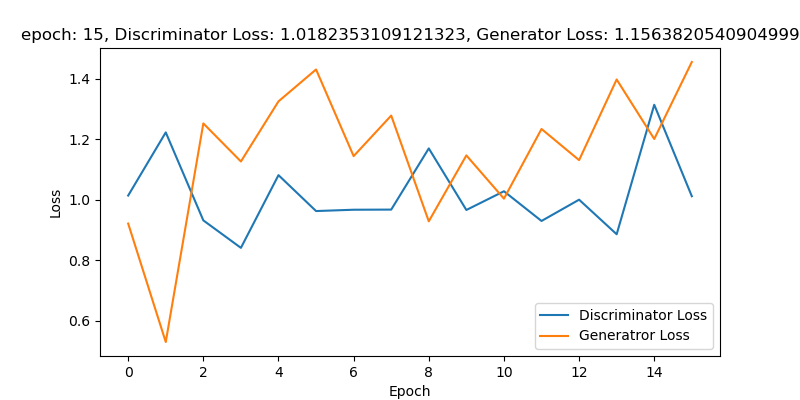 epoch: 15, Discriminator Loss: 1.0182353109121323, Generator Loss: 1.1563820540904999
1.4
1.2
1.0
0.8
0.6
Loss
0 2 4 6 8 10 12 14
Epoch
Discriminator Loss
Generatror Loss